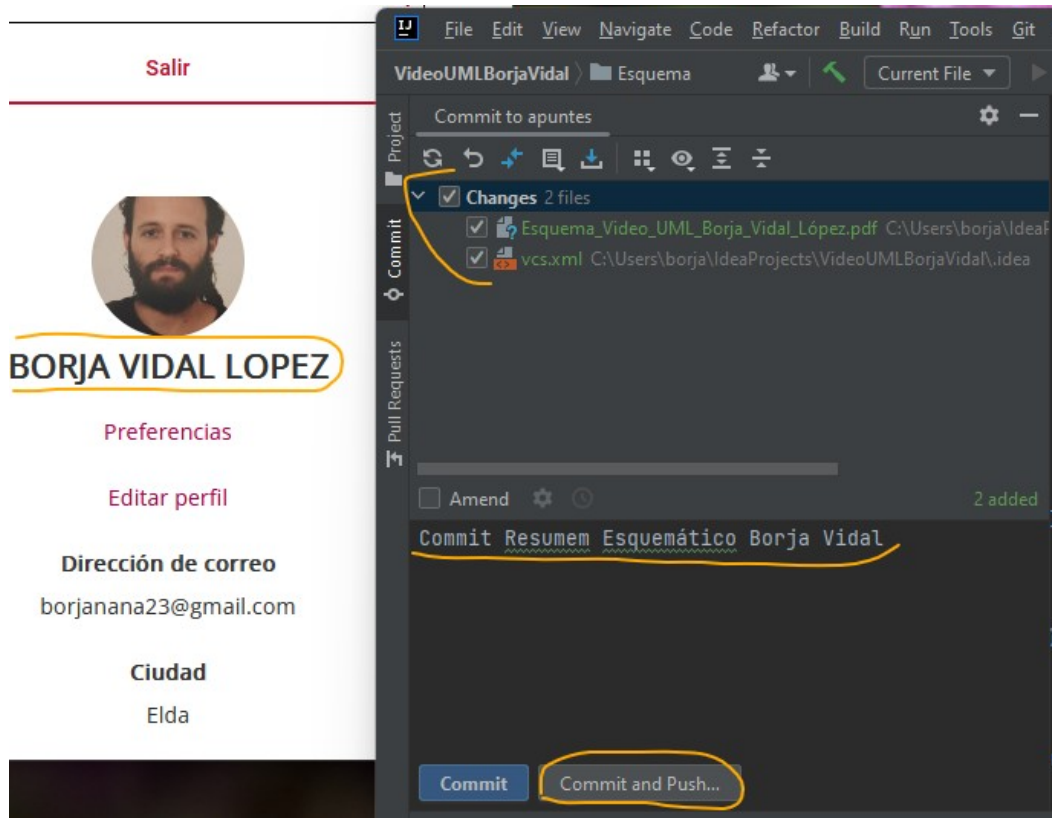 Salir
BORJA VIDAL LOPEZ
Preferencias
Editar perfil
Dirección de correo
borjanana23@gmail.com
Ciudad
Elda
IJ
File Edit View Navigate Code Refactor Build Run Tools Git
VideoUMLBorjaVidal Esquema Current File
Project
Commit
Pull Requests
Commit to apuntes
Changes 2 files
Esquema_Video_UML_Borja_Vidal_López.pdf C:\Users\borja\IdeaP
vcs.xml C:\Users\borja\IdeaProjects\VideoUMLBorjaVidal\.idea
Amend 2 added
Commit Resumem Esquemático Borja Vidal
Commit Commit and Push...